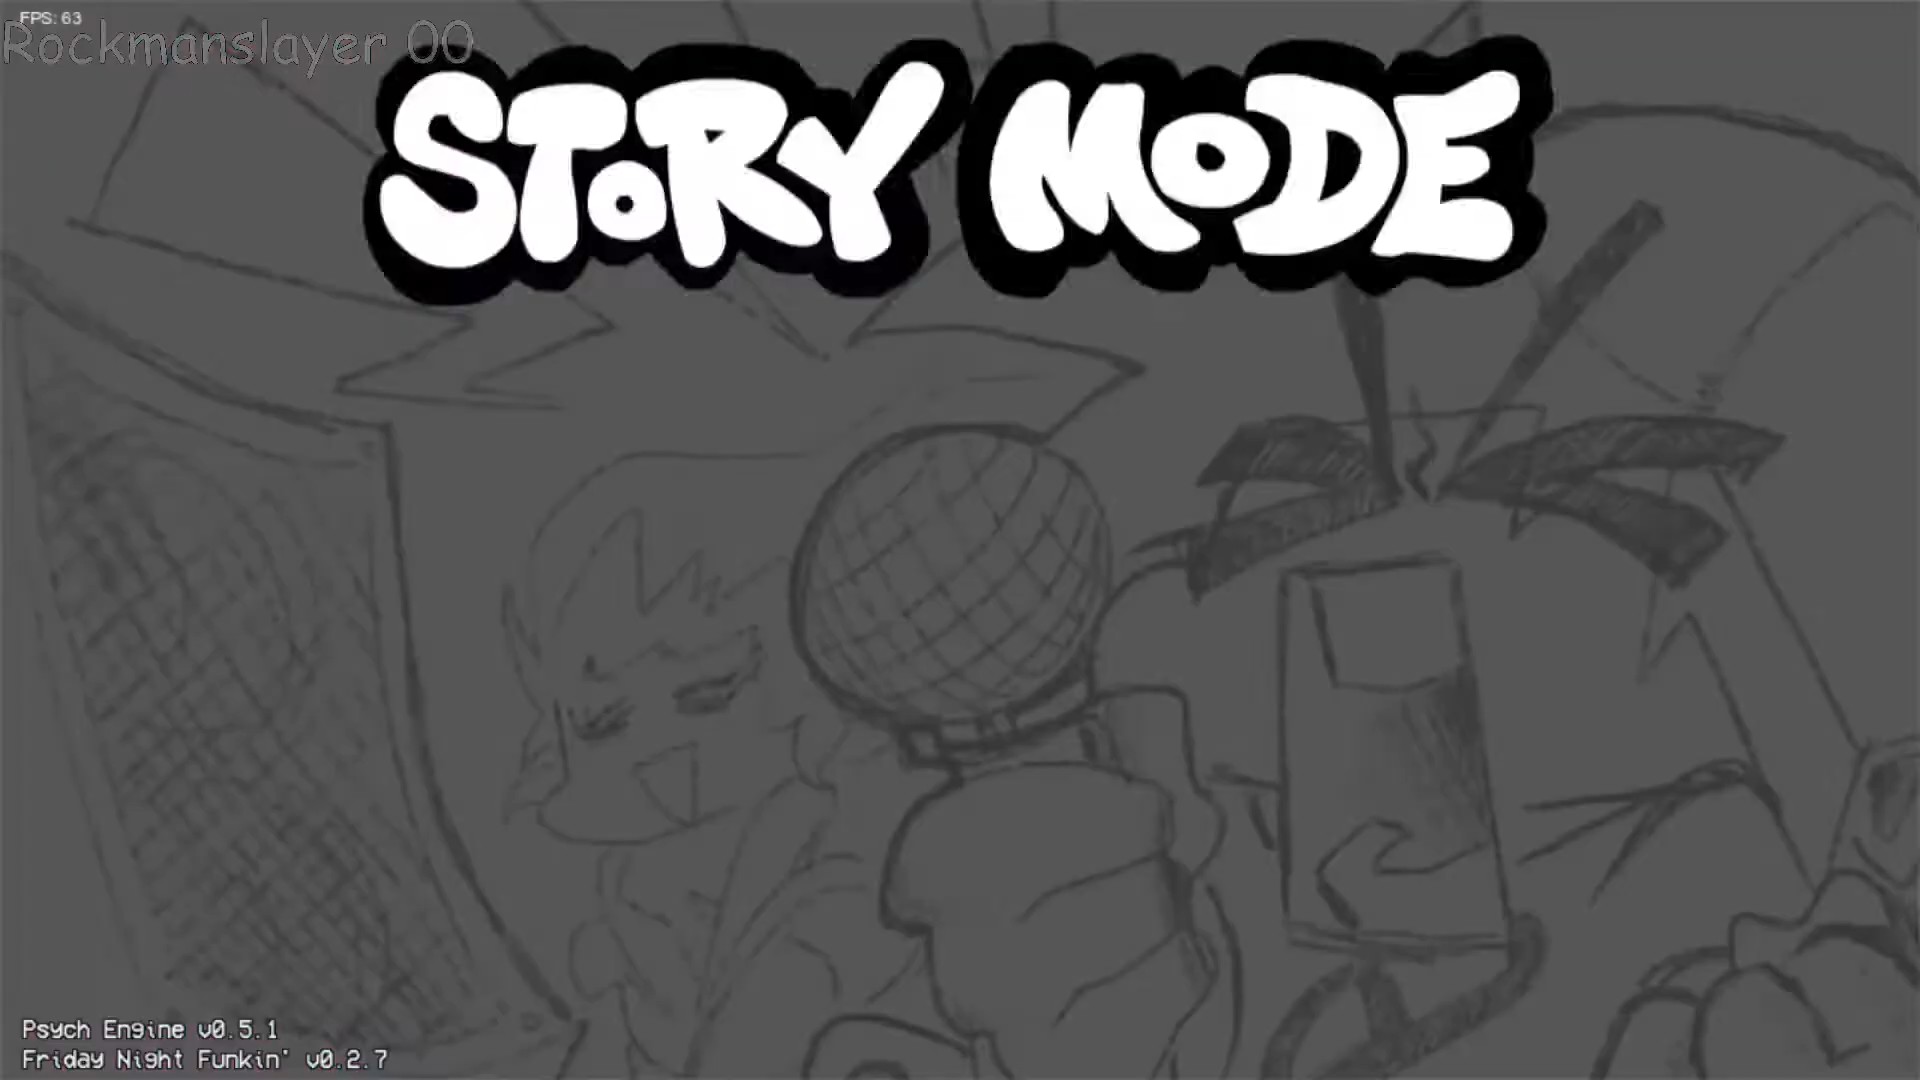 FPS: 63
Rockmanslayer 00
STORY MODE
Psych Engine v0.5.1
Friday Night Funkin' v0.2.7